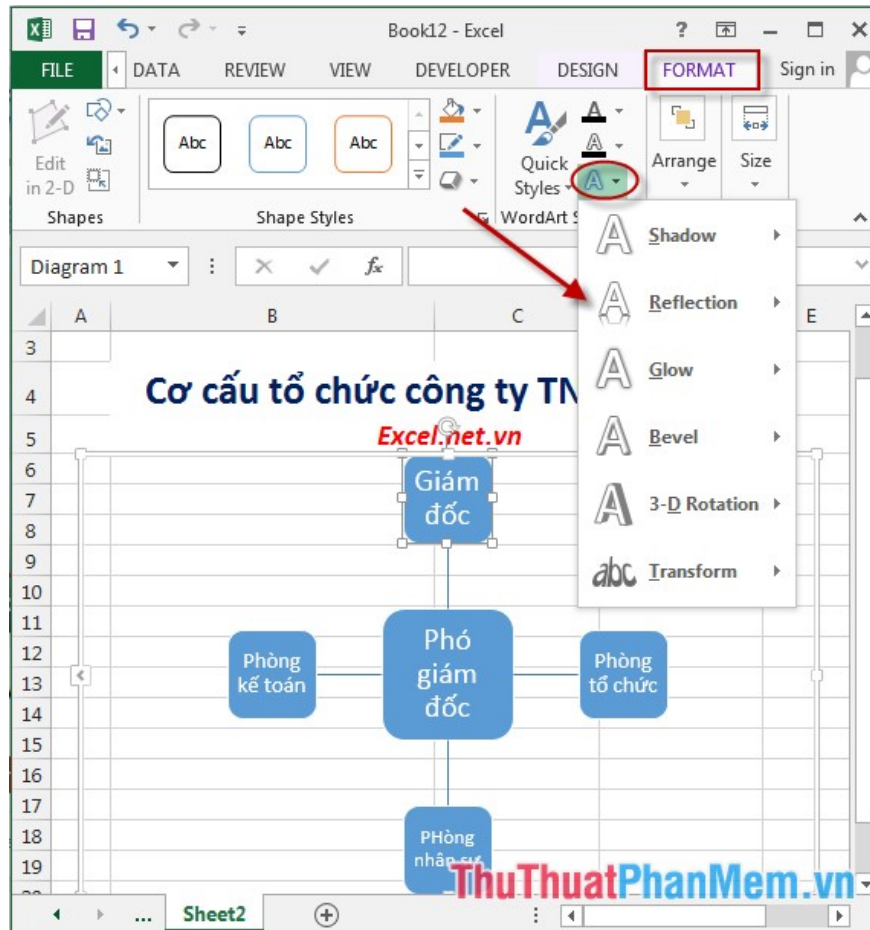 Book12 - Excel
?
FILE DATA REVIEW VIEW DEVELOPER DESIGN FORMAT Sign in
Abc Abc Abc
Edit in 2-D
Quick Styles
Arrange
Size
Shapes
Shape Styles
WordArt S
Shadow
Reflection
Glow
Bevel
3-D Rotation
Transform
Diagram 1
fx
A B C E
3
4
5
6
7
8
9
10
11
12
13
14
15
16
17
18
19
Cơ cấu tổ chức công ty TN
Excel.net.vn
Giám
đốc
Phó
giám
đốc
Phòng
kế toán
Phòng
tổ chức
PHòng
nhân sự
ThuThuatPhanMem.vn
... Sheet2